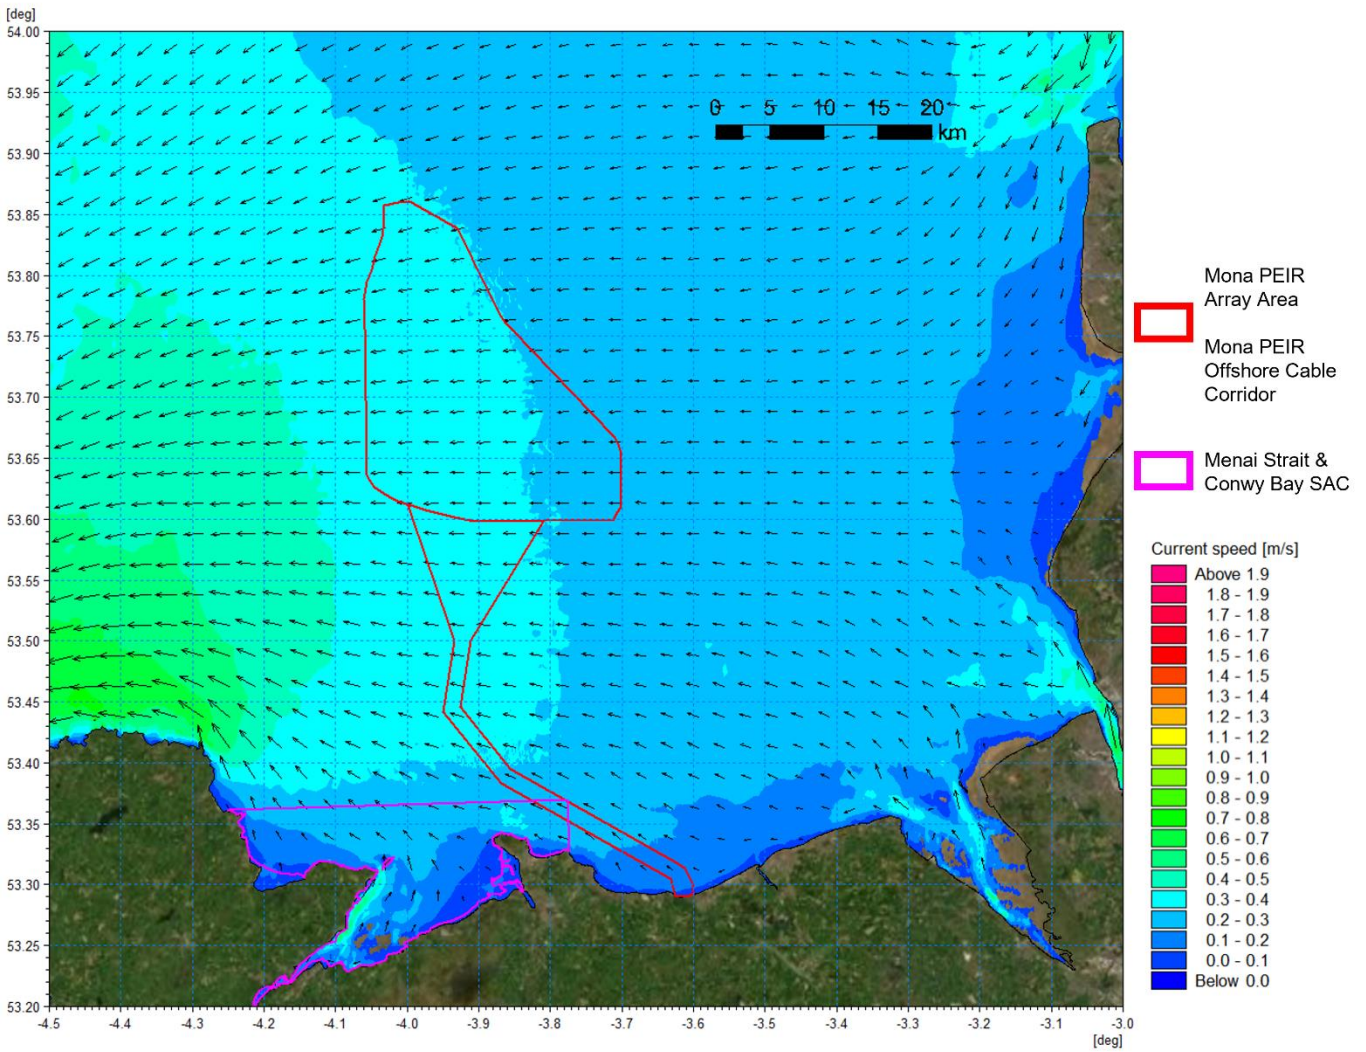 [deg]
54.00
53.95
53.90
53.85
53.80
53.75
53.70
53.65
53.60
53.55
53.50
53.45
53.40
53.35
53.30
53.25
53.20
-4.5 -4.4 -4.3 -4.2 -4.1 -4.0 -3.9 -3.8 -3.7 -3.6 -3.5 -3.4 -3.3 -3.2 -3.1 -3.0
[deg]
0 5 10 15 20
km
Mona PEIR
Array Area
Mona PEIR
Offshore Cable
Corridor
Menai Strait &
Conwy Bay SAC
Current speed [m/s]
Above 1.9
1.8 - 1.9
1.7 - 1.8
1.6 - 1.7
1.5 - 1.6
1.4 - 1.5
1.3 - 1.4
1.2 - 1.3
1.1 - 1.2
1.0 - 1.1
0.9 - 1.0
0.8 - 0.9
0.7 - 0.8
0.6 - 0.7
0.5 - 0.6
0.4 - 0.5
0.3 - 0.4
0.2 - 0.3
0.1 - 0.2
0.0 - 0.1
Below 0.0